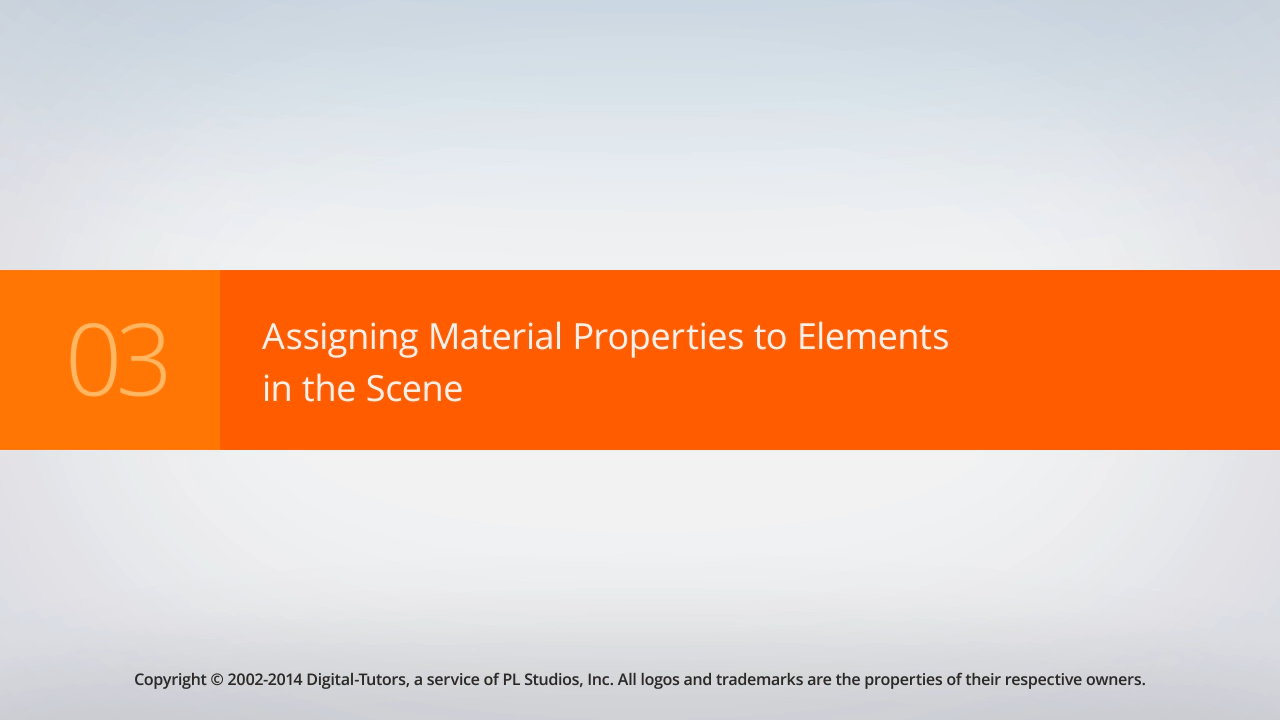 03
Assigning Material Properties to Elements
in the Scene
Copyright © 2002-2014 Digital-Tutors, a service of PL Studios, Inc. All logos and trademarks are the properties of their respective owners.